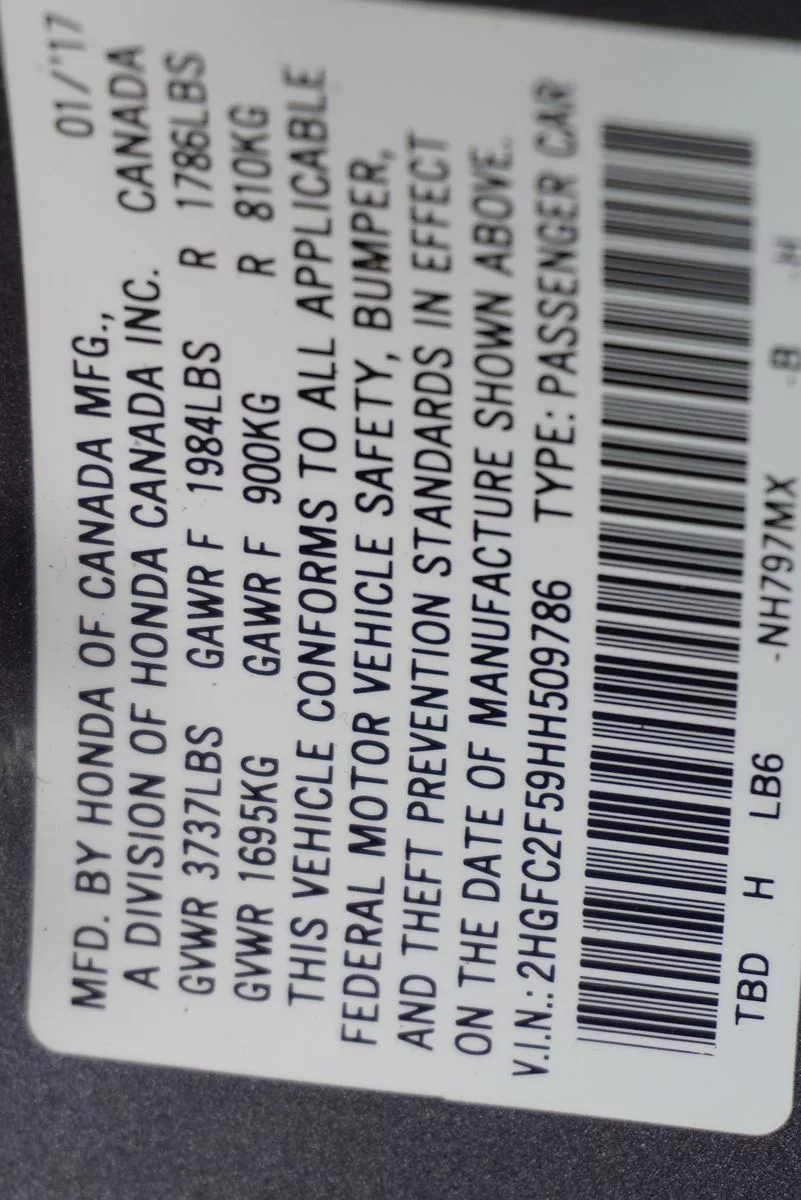 MFD. BY HONDA OF CANADA MFG., 01/'17
A DIVISION OF HONDA CANADA INC. CANADA
GVWR 3737LBS GAWR F 1984LBS R 1786LBS
GVWR 1695KG GAWR F 900KG R 810KG
THIS VEHICLE CONFORMS TO ALL APPLICABLE
FEDERAL MOTOR VEHICLE SAFETY, BUMPER,
AND THEFT PREVENTION STANDARDS IN EFFECT
ON THE DATE OF MANUFACTURE SHOWN ABOVE.
V.I.N.: 2HGFC2F59HH509786 TYPE: PASSENGER CAR
TBD H LB6 -NH797MX -B